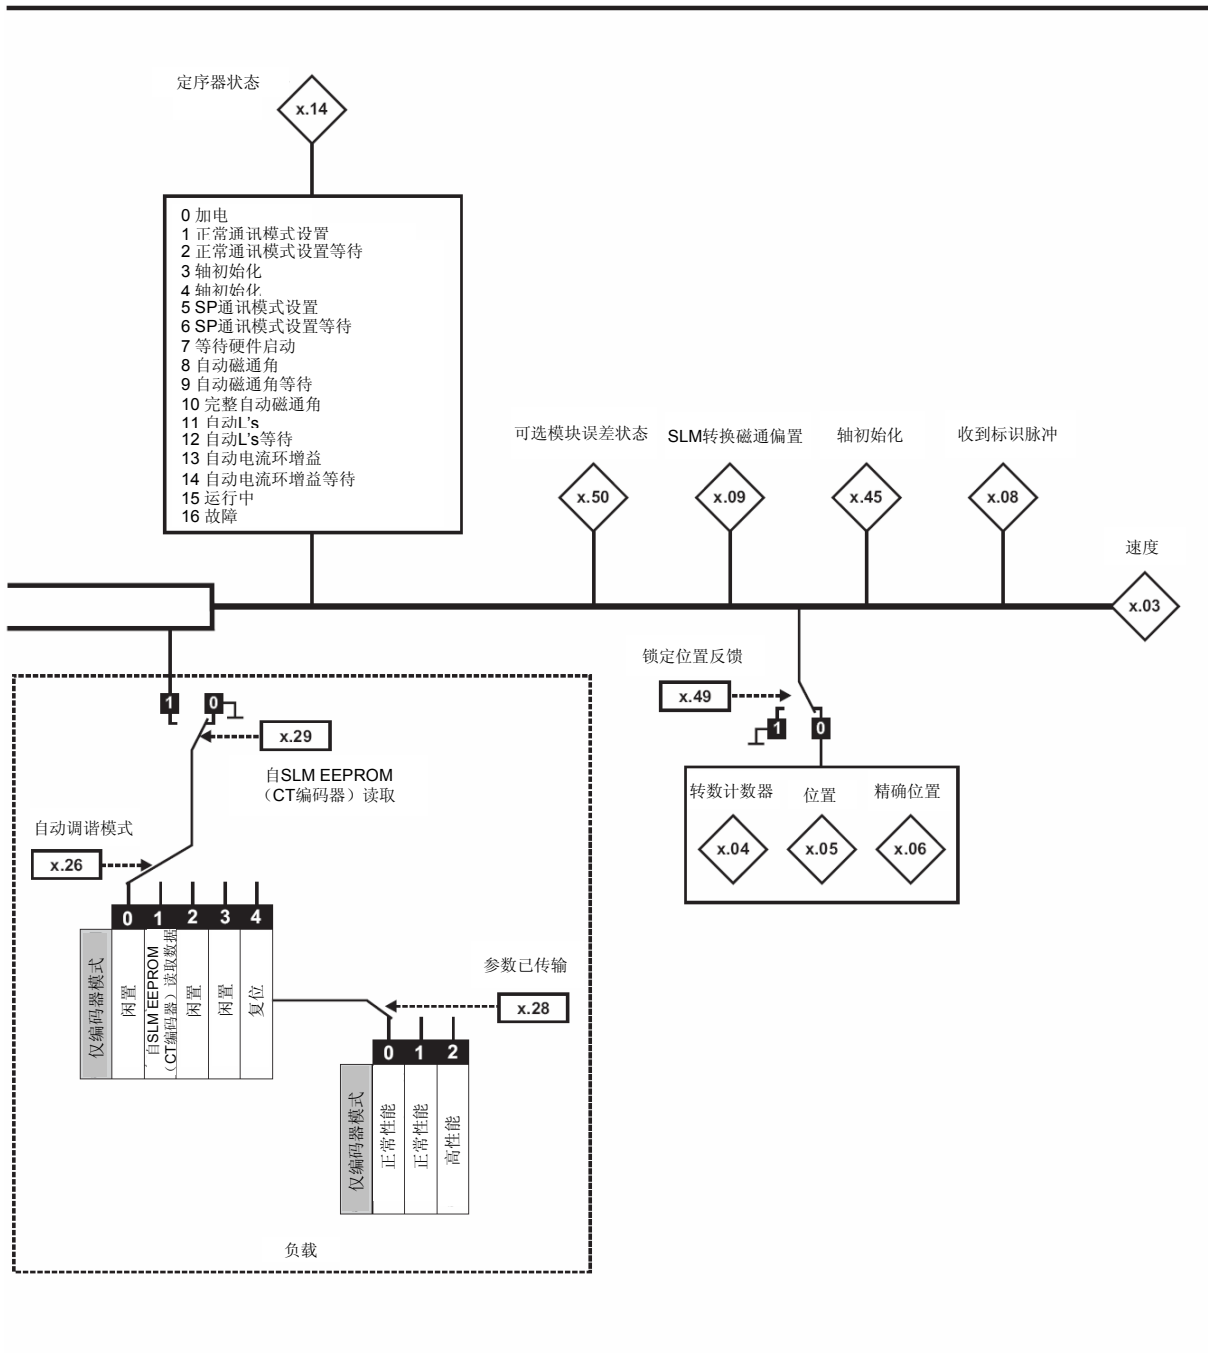 定序器状态
x.14
0 加电
1 正常通讯模式设置
2 正常通讯模式设置等待
3 轴初始化
4 轴初始化
5 SP通讯模式设置
6 SP通讯模式设置等待
7 等待硬件启动
8 自动磁通角
9 自动磁通角等待
10 完整自动磁通角
11 自动L's
12 自动L's等待
13 自动电流环增益
14 自动电流环增益等待
15 运行中
16 故障
可选模块误差状态
SLM转换磁通偏置
轴初始化
收到标识脉冲
x.50
x.09
x.45
x.08
速度
x.03
锁定位置反馈
x.49
1
0
转数计数器
位置
精确位置
x.04
x.05
x.06
1
0
x.29
自SLM EEPROM
（CT编码器）读取
自动调谐模式
x.26
0 1 2 3 4
仅编码器模式
闲置
自SLM EEPROM
（CT编码器）读取数据
闲置
闲置
复位
参数已传输
x.28
0 1 2
仅编码器模式
正常性能
正常性能
高性能
负载